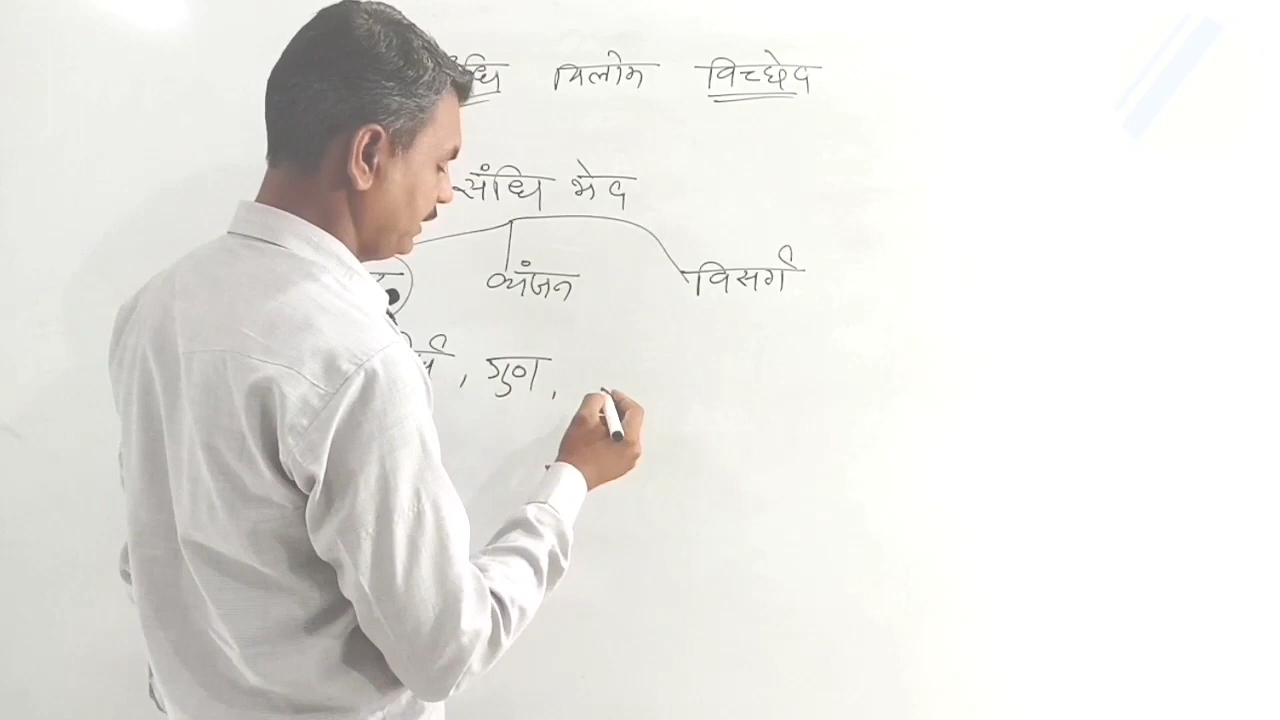 विलोम विच्छेद
संधि भेद
व्यंजन विसर्ग
, गुण,